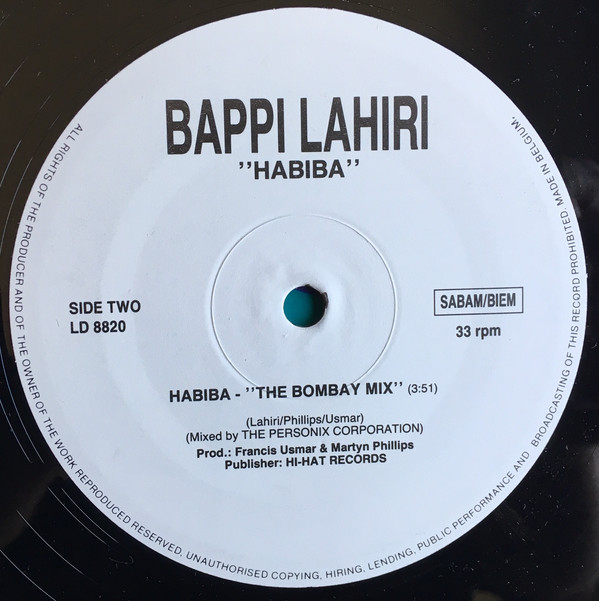 BAPPI LAHIRI
''HABIBA''
SIDE TWO
LD 8820
SABAM/BIEM
33 rpm
HABIBA - ''THE BOMBAY MIX'' (3:51)
(Lahiri/Phillips/Usmar)
(Mixed by THE PERSONIX CORPORATION)
Prod.: Francis Usmar & Martyn Phillips
Publisher: HI-HAT RECORDS
ALL RIGHTS OF THE PRODUCER AND OF THE OWNER OF THE WORK REPRODUCED RESERVED. UNAUTHORISED COPYING, HIRING, LENDING, PUBLIC PERFORMANCE AND BROADCASTING OF THIS RECORD PROHIBITED. MADE IN BELGIUM.